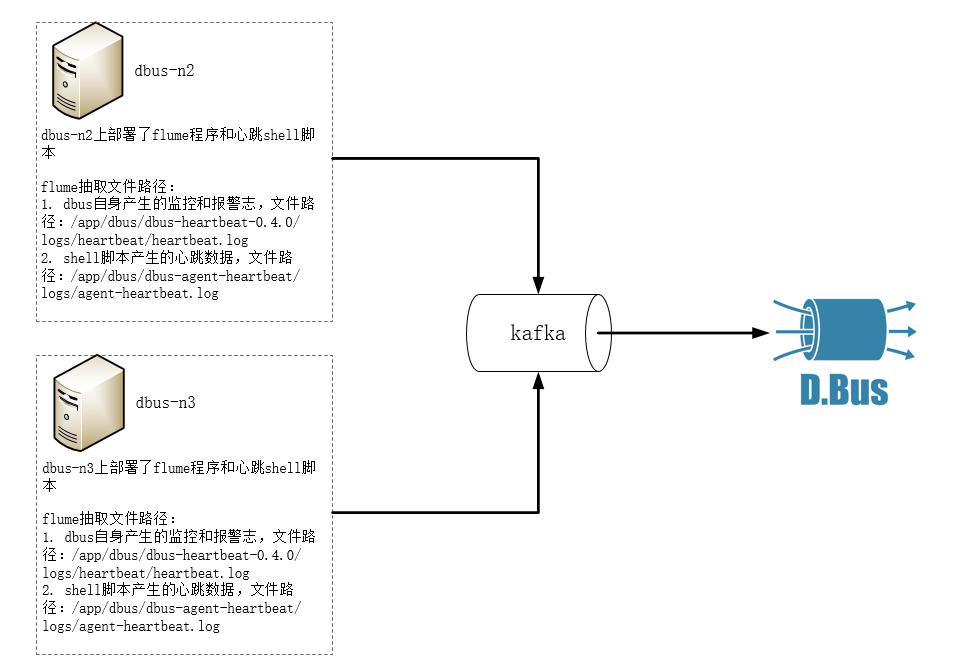 dbus-n2
dbus-n2上部署了flume程序和心跳shell脚
本
flume抽取文件路径：
1. dbus自身产生的监控和报警志，文件路
径：/app/dbus/dbus-heartbeat-0.4.0/
logs/heartbeat/heartbeat.log
2. shell脚本产生的心跳数据，文件路
径：/app/dbus/dbus-agent-heartbeat/
logs/agent-heartbeat.log
kafka
D.Bus
dbus-n3
dbus-n3上部署了flume程序和心跳shell脚
本
flume抽取文件路径：
1. dbus自身产生的监控和报警志，文件路
径：/app/dbus/dbus-heartbeat-0.4.0/
logs/heartbeat/heartbeat.log
2. shell脚本产生的心跳数据，文件路
径：/app/dbus/dbus-agent-heartbeat/
logs/agent-heartbeat.log